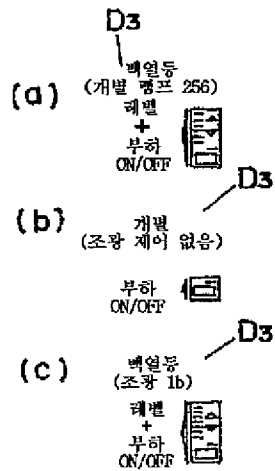 D3
(a)
백열등
(개별 램프 256)
레벨
+
부하
ON/OFF
D3
(b)
개별
(조광 제어 없음)
부하
ON/OFF
D3
(c)
백열등
(조광 1b)
레벨
+
부하
ON/OFF